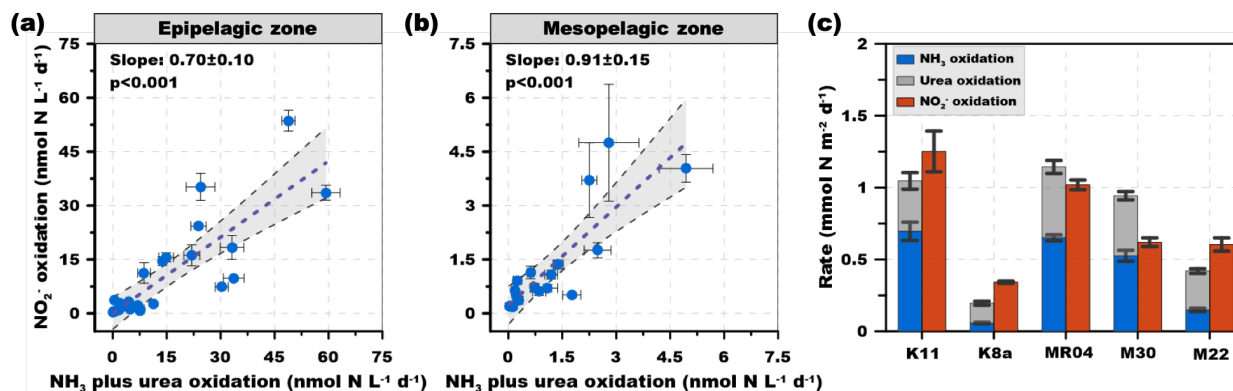 (a)
Epipelagic zone
NO₂⁻ oxidation (nmol N L⁻¹ d⁻¹)
75
60
45
30
15
0
Slope: 0.70±0.10
p<0.001
0 15 30 45 60 75
NH₃ plus urea oxidation (nmol N L⁻¹ d⁻¹)
(b)
Mesopelagic zone
7.5
6
4.5
3
1.5
0
Slope: 0.91±0.15
p<0.001
0 1.5 3 4.5 6 7.5
NH₃ plus urea oxidation (nmol N L⁻¹ d⁻¹)
(c)
Rate (mmol N m⁻² d⁻¹)
2
1.5
1
0.5
0
NH₃ oxidation
Urea oxidation
NO₂⁻ oxidation
K11 K8a MR04 M30 M22